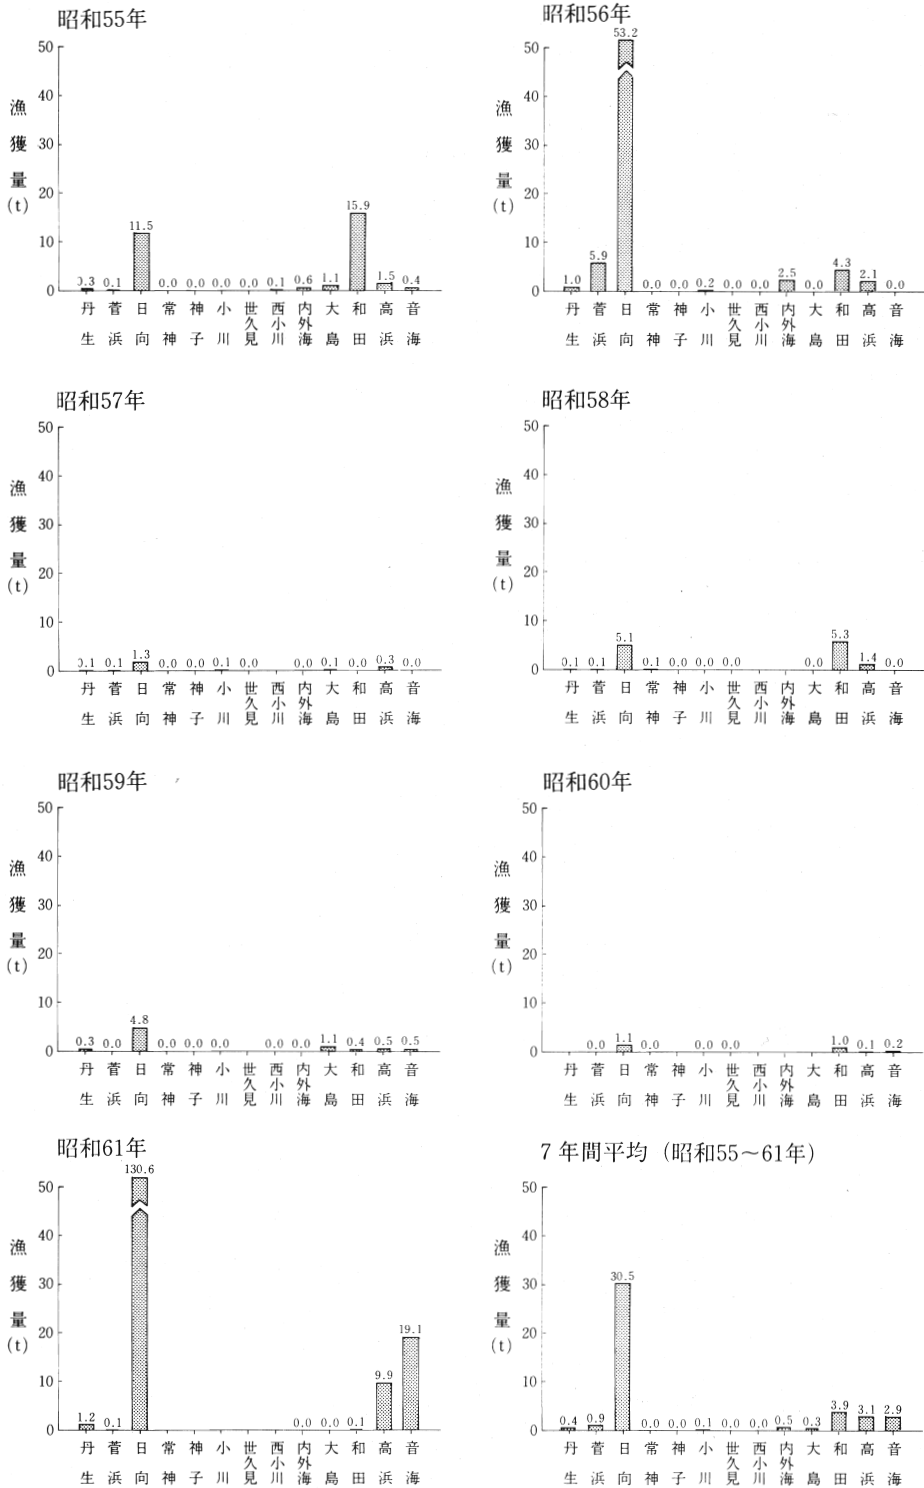 昭和55年
漁獲量(t)
50
40
30
20
10
0
0.3 0.1 11.5 0.0 0.0 0.0 0.0 0.1 0.6 1.1 15.9 1.5 0.4
丹生 菅浜 日向 常神 神子 小川 世久見 西小川 内外海 大島 和田 高浜 音海
昭和56年
漁獲量(t)
50
40
30
20
10
0
1.0 5.9 53.2 0.0 0.0 0.2 0.0 0.0 2.5 0.0 4.3 2.1 0.0
丹生 菅浜 日向 常神 神子 小川 世久見 西小川 内外海 大島 和田 高浜 音海
昭和57年
漁獲量(t)
50
40
30
20
10
0
0.1 0.1 1.3 0.0 0.0 0.1 0.0 0.0 0.1 0.0 0.3 0.0
丹生 菅浜 日向 常神 神子 小川 世久見 西小川 内外海 大島 和田 高浜 音海
昭和58年
漁獲量(t)
50
40
30
20
10
0
0.1 0.1 5.1 0.1 0.0 0.0 0.0 0.0 5.3 1.4 0.0
丹生 菅浜 日向 常神 神子 小川 世久見 西小川 内外海 大島 和田 高浜 音海
昭和59年
漁獲量(t)
50
40
30
20
10
0
0.3 0.0 4.8 0.0 0.0 0.0 0.0 0.0 1.1 0.4 0.5 0.5
丹生 菅浜 日向 常神 神子 小川 世久見 西小川 内外海 大島 和田 高浜 音海
昭和60年
漁獲量(t)
50
40
30
20
10
0
0.0 1.1 0.0 0.0 0.0 1.0 0.1 0.2
丹生 菅浜 日向 常神 神子 小川 世久見 西小川 内外海 大島 和田 高浜 音海
昭和61年
漁獲量(t)
50
40
30
20
10
0
1.2 0.1 130.6 0.0 0.0 0.1 9.9 19.1
丹生 菅浜 日向 常神 神子 小川 世久見 西小川 内外海 大島 和田 高浜 音海
7年間平均(昭和55〜61年)
漁獲量(t)
50
40
30
20
10
0
0.4 0.9 30.5 0.0 0.0 0.1 0.0 0.0 0.5 0.3 3.9 3.1 2.9
丹生 菅浜 日向 常神 神子 小川 世久見 西小川 内外海 大島 和田 高浜 音海